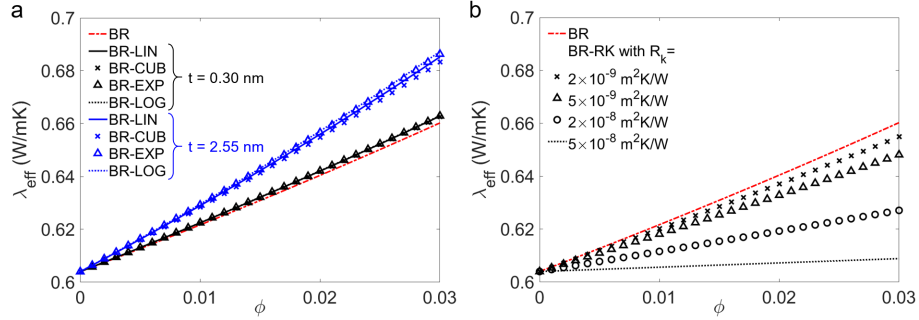 a
0.7
0.68
0.66
0.64
0.62
0.6
λeff (W/mK)
BR
BR-LIN
BR-CUB
BR-EXP
BR-LOG
t = 0.30 nm
BR-LIN
BR-CUB
BR-EXP
BR-LOG
t = 2.55 nm
0 0.01 0.02 0.03
ϕ
b
0.7
0.68
0.66
0.64
0.62
0.6
λeff (W/mK)
BR
BR-RK with Rk=
2×10⁻⁹ m²K/W
5×10⁻⁹ m²K/W
2×10⁻⁸ m²K/W
5×10⁻⁸ m²K/W
0 0.01 0.02 0.03
ϕ